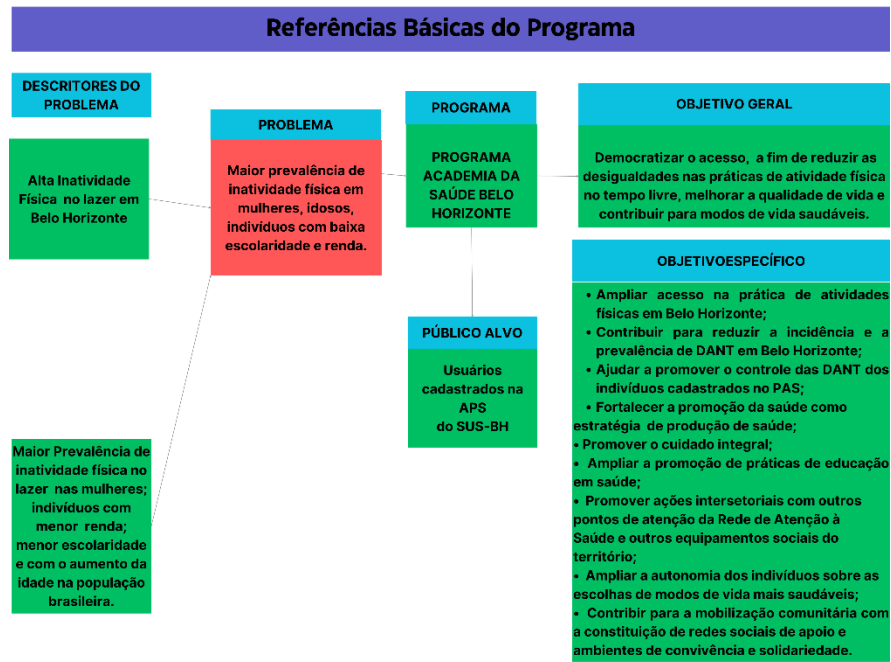 Referências Básicas do Programa
DESCRITORES DO
PROBLEMA
Alta Inatividade
Física no lazer em
Belo Horizonte
Maior Prevalência de
inatividade física no
lazer nas mulheres;
indivíduos com
menor renda;
menor escolaridade
e com o aumento da
idade na população
brasileira.
PROBLEMA
Maior prevalência de
inatividade física em
mulheres, idosos,
indivíduos com baixa
escolaridade e renda.
PROGRAMA
PROGRAMA
ACADEMIA DA
SAÚDE BELO
HORIZONTE
PÚBLICO ALVO
Usuários
cadastrados na
APS
do SUS-BH
OBJETIVO GERAL
Democratizar o acesso, a fim de reduzir as
desigualdades nas práticas de atividade física
no tempo livre, melhorar a qualidade de vida e
contribuir para modos de vida saudáveis.
OBJETIVOESPECÍFICO
• Ampliar acesso na prática de atividades
físicas em Belo Horizonte;
• Contribuir para reduzir a incidência e a
prevalência de DANT em Belo Horizonte;
• Ajudar a promover o controle das DANT dos
indivíduos cadastrados no PAS;
• Fortalecer a promoção da saúde como
estratégia de produção de saúde;
• Promover o cuidado integral;
• Ampliar a promoção de práticas de educação
em saúde;
• Promover ações intersetoriais com outros
pontos de atenção da Rede de Atenção à
Saúde e outros equipamentos sociais do
território;
• Ampliar a autonomia dos indivíduos sobre as
escolhas de modos de vida mais saudáveis;
• Contribir para a mobilização comunitária com
a constituição de redes sociais de apoio e
ambientes de convivência e solidariedade.